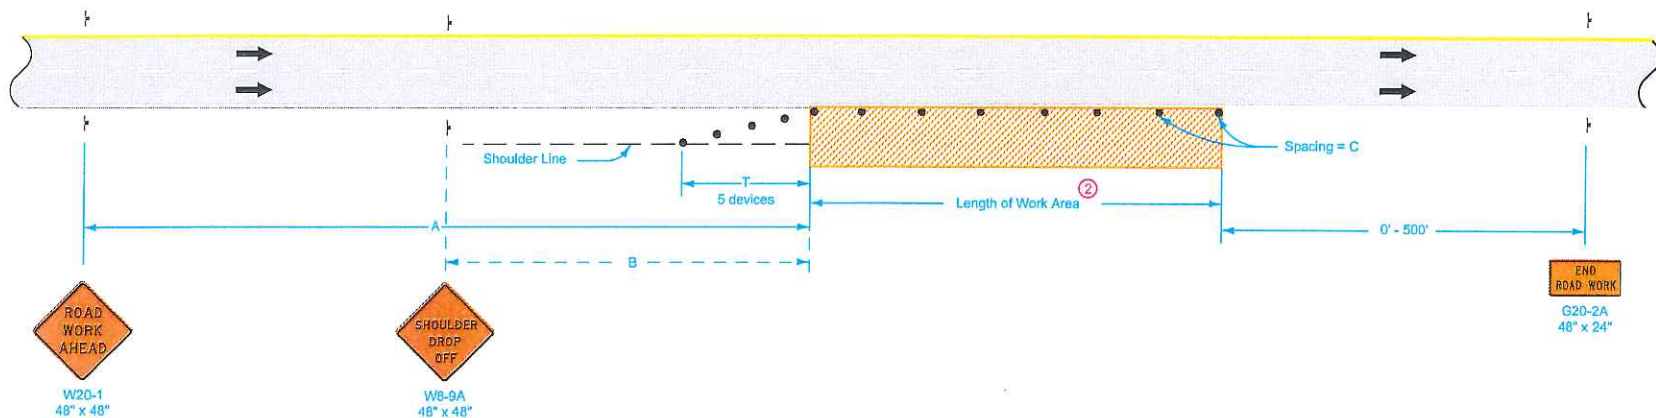 Shoulder Line
Spacing = C
T
5 devices
Length of Work Area
2
A
0' - 500'
B
ROAD
WORK
AHEAD
SHOULDER
DROP
OFF
END
ROAD WORK
W20-1
48" x 48"
W8-9A
48" x 48"
G20-2A
48" x 24"